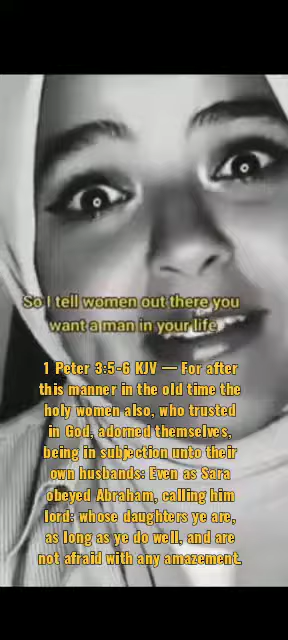 So I tell women out there you
want a man in your life
1 Peter 3:5-6 KJV — For after
this manner in the old time the
holy women also, who trusted
in God, adorned themselves,
being in subjection unto their
own husbands: Even as Sara
obeyed Abraham, calling him
lord: whose daughters ye are,
as long as ye do well, and are
not afraid with any amazement.